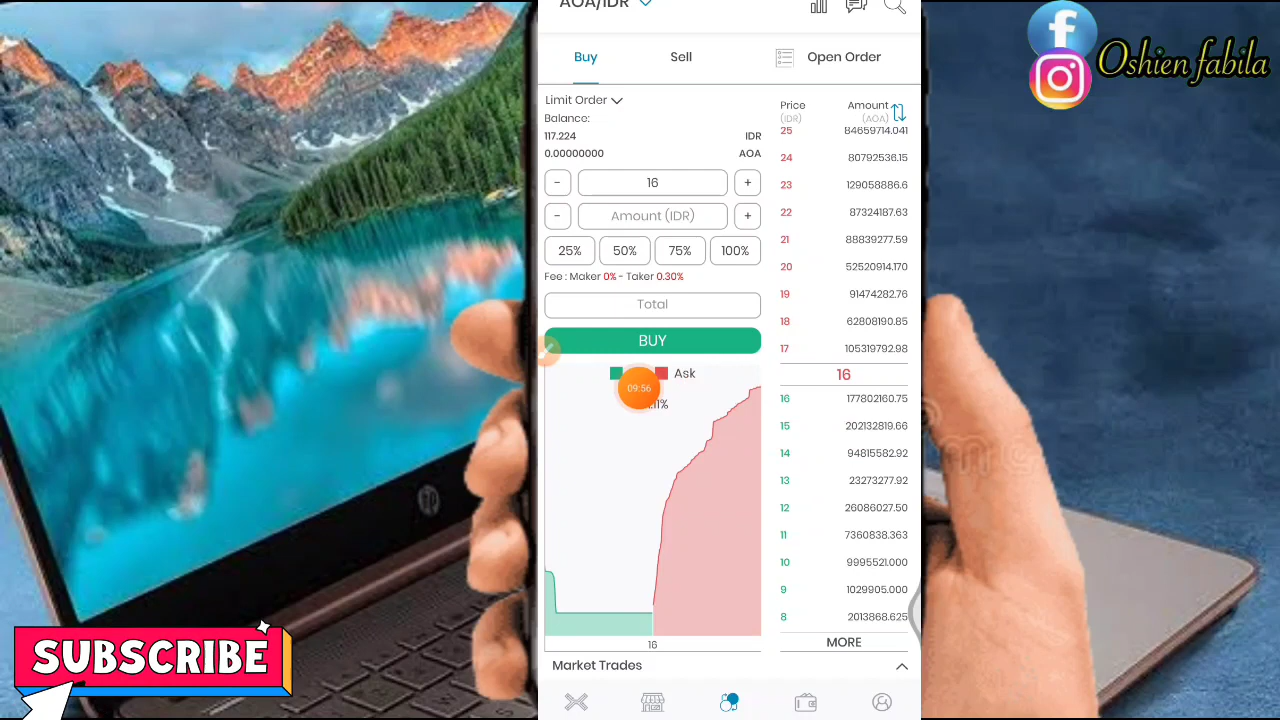 AOA/IDR
Buy
Sell
Open Order
Limit Order
Balance:
117.224 IDR
0.00000000 AOA
- 16 +
- Amount (IDR) +
25% 50% 75% 100%
Fee : Maker 0% - Taker 0.30%
Total
BUY
Ask
09:56
16
Market Trades
Price Amount
(IDR) (AOA)
25 84659714.041
24 80792536.15
23 129058886.6
22 87324187.63
21 88839277.59
20 52520914.170
19 91474282.76
18 62808190.85
17 105319792.98
16
16 177802160.75
15 202132819.66
14 94815582.92
13 23273277.92
12 26086027.50
11 7360838.363
10 9995521.000
9 1029905.000
8 2013868.625
MORE
f Oshien fabila
hp
SUBSCRIBE